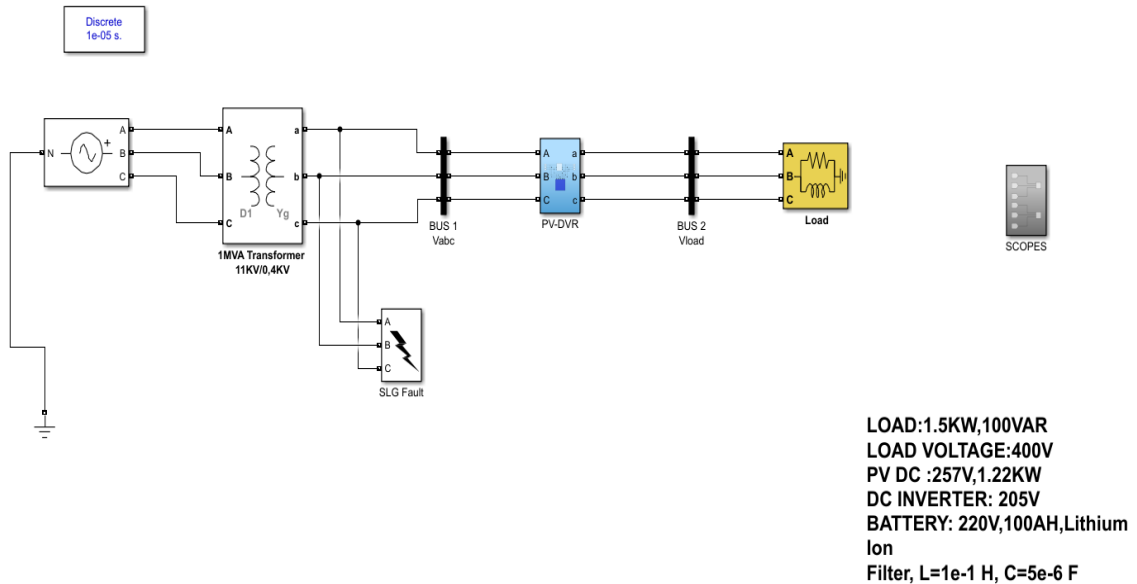 Discrete
1e-05 s.
N
+
A
B
C
A
B
C
D1
Yg
a
b
c
1MVA Transformer
11KV/0,4KV
BUS 1
Vabc
A
B
C
a
b
c
PV-DVR
BUS 2
Vload
A
B
C
Load
SCOPES
A
B
C
SLG Fault
LOAD:1.5KW,100VAR
LOAD VOLTAGE:400V
PV DC :257V,1.22KW
DC INVERTER: 205V
BATTERY: 220V,100AH,Lithium
Ion
Filter, L=1e-1 H, C=5e-6 F